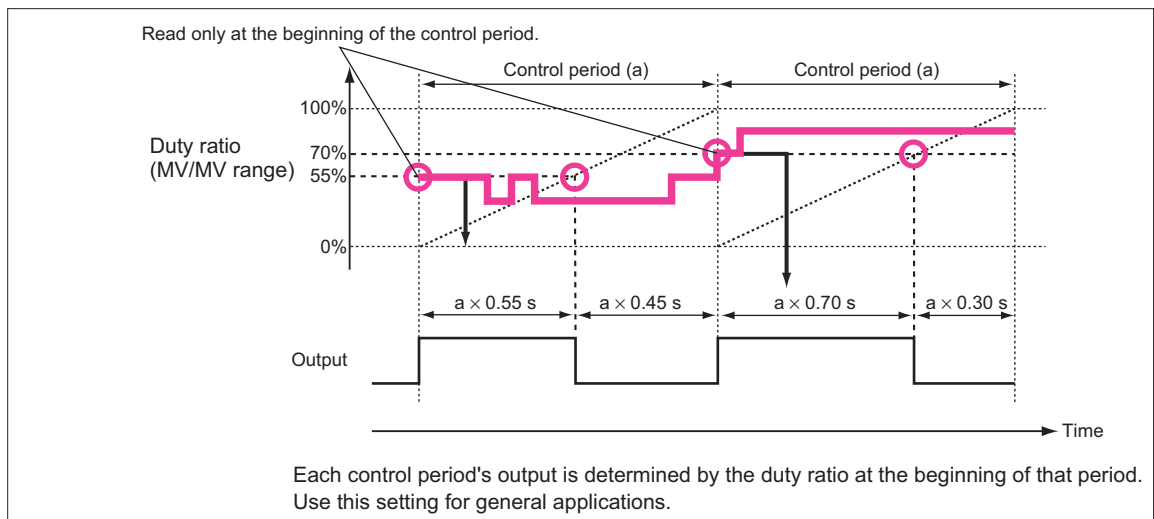 Read only at the beginning of the control period.
Control period (a)
Control period (a)
100%
Duty ratio
(MV/MV range)
70%
55%
0%
a × 0.55 s
a × 0.45 s
a × 0.70 s
a × 0.30 s
Output
Time
Each control period's output is determined by the duty ratio at the beginning of that period.
Use this setting for general applications.